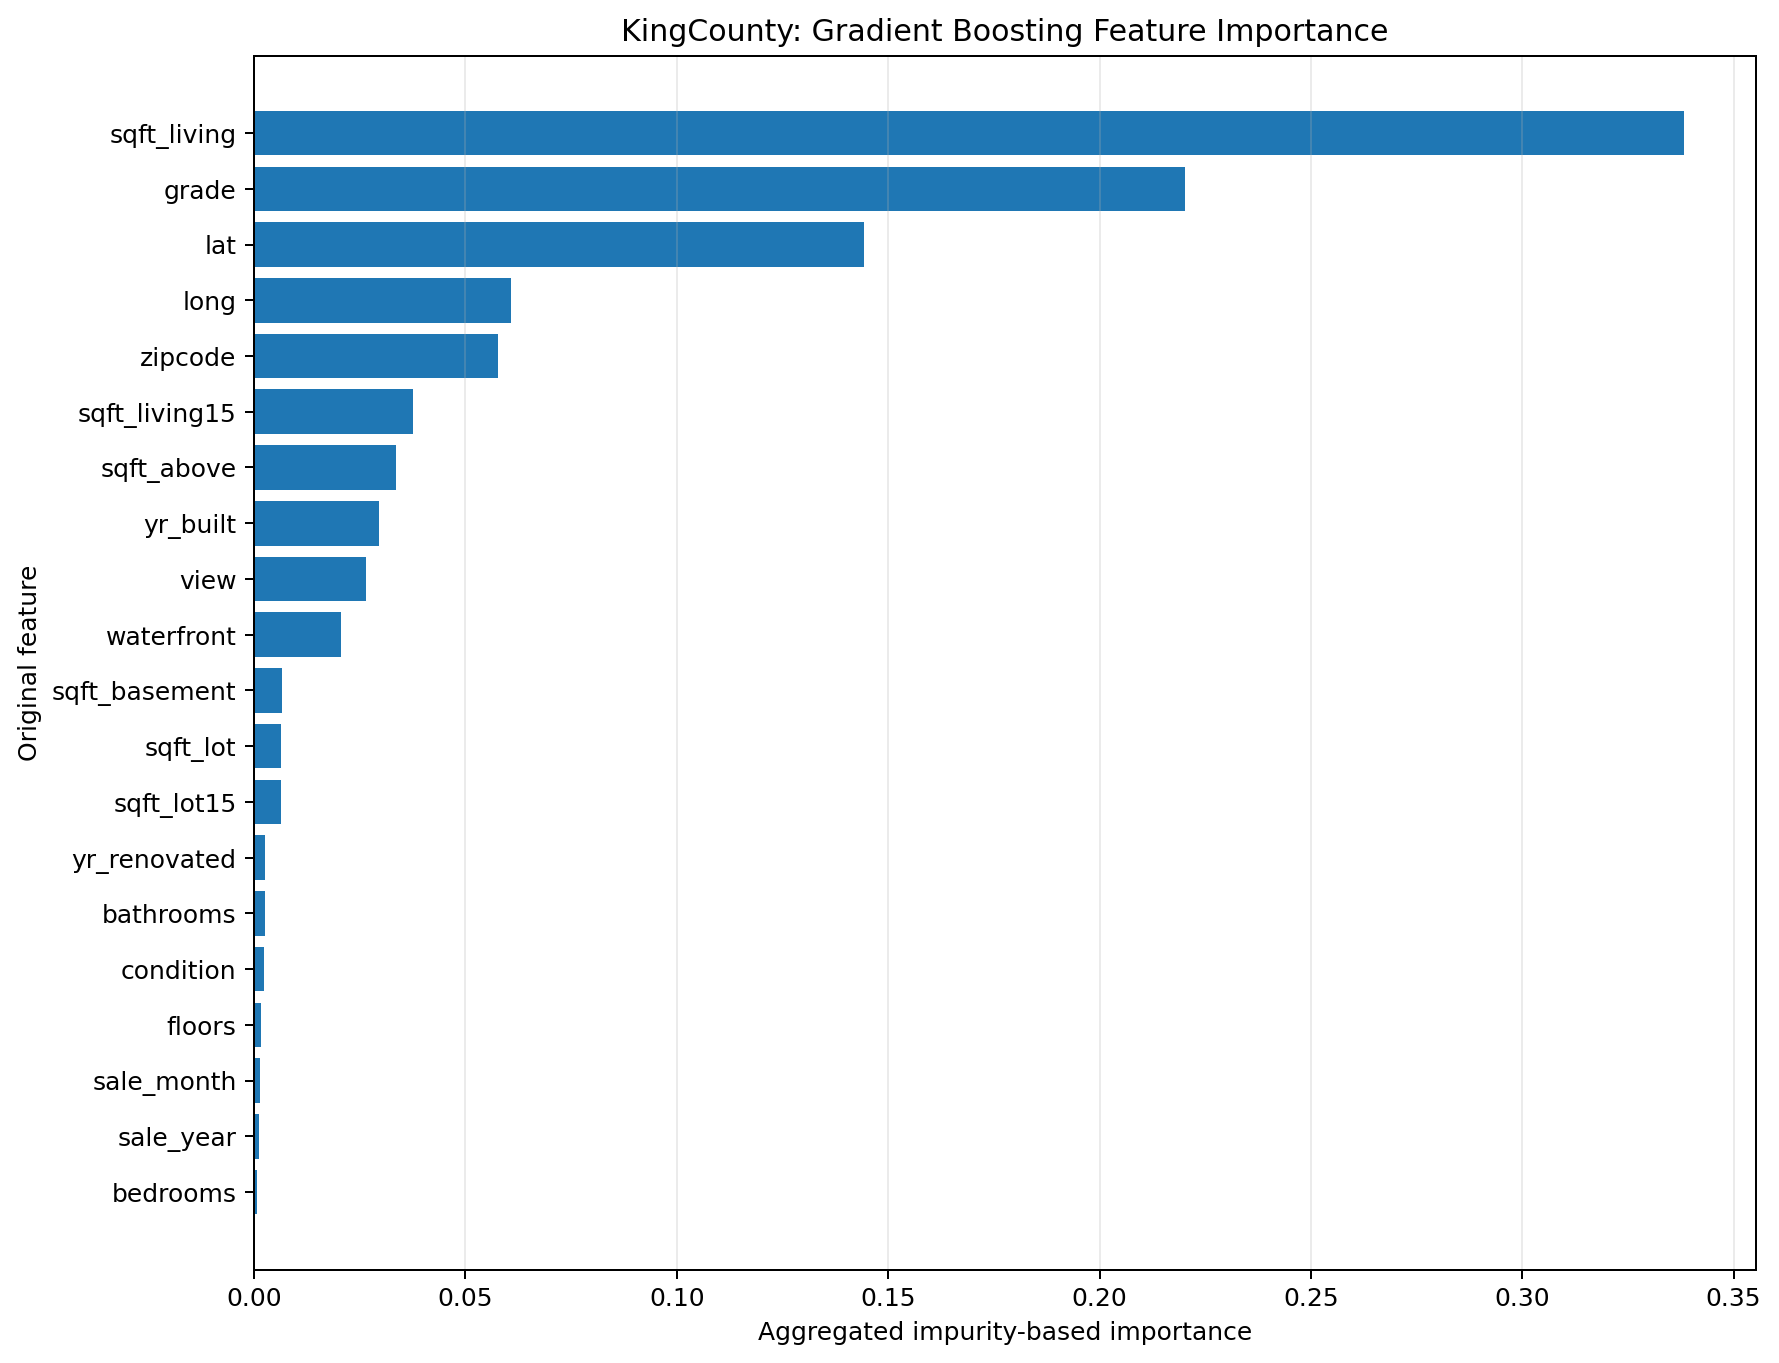 KingCounty: Gradient Boosting Feature Importance
Original feature
sqft_living
grade
lat
long
zipcode
sqft_living15
sqft_above
yr_built
view
waterfront
sqft_basement
sqft_lot
sqft_lot15
yr_renovated
bathrooms
condition
floors
sale_month
sale_year
bedrooms
0.00 0.05 0.10 0.15 0.20 0.25 0.30 0.35
Aggregated impurity-based importance